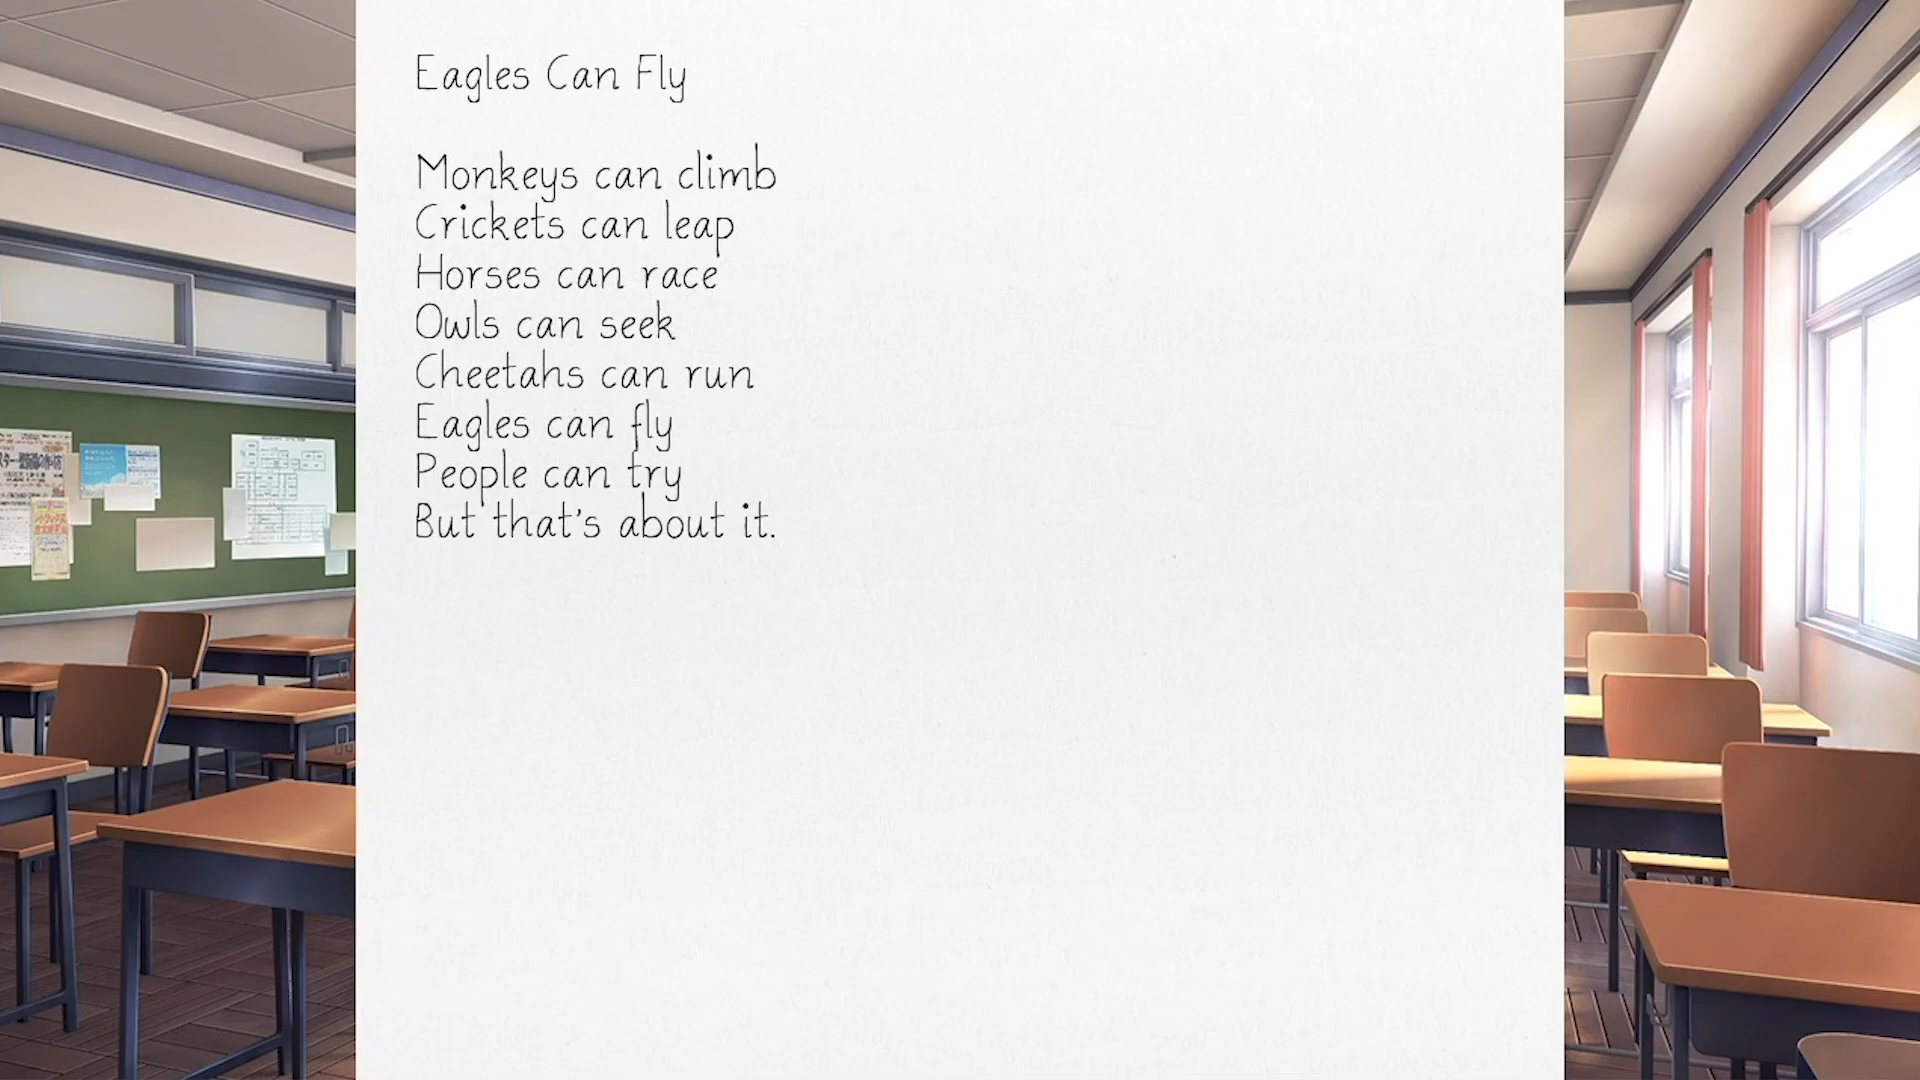 Eagles Can Fly
Monkeys can climb
Crickets can leap
Horses can race
Owls can seek
Cheetahs can run
Eagles can fly
People can try
But that's about it.